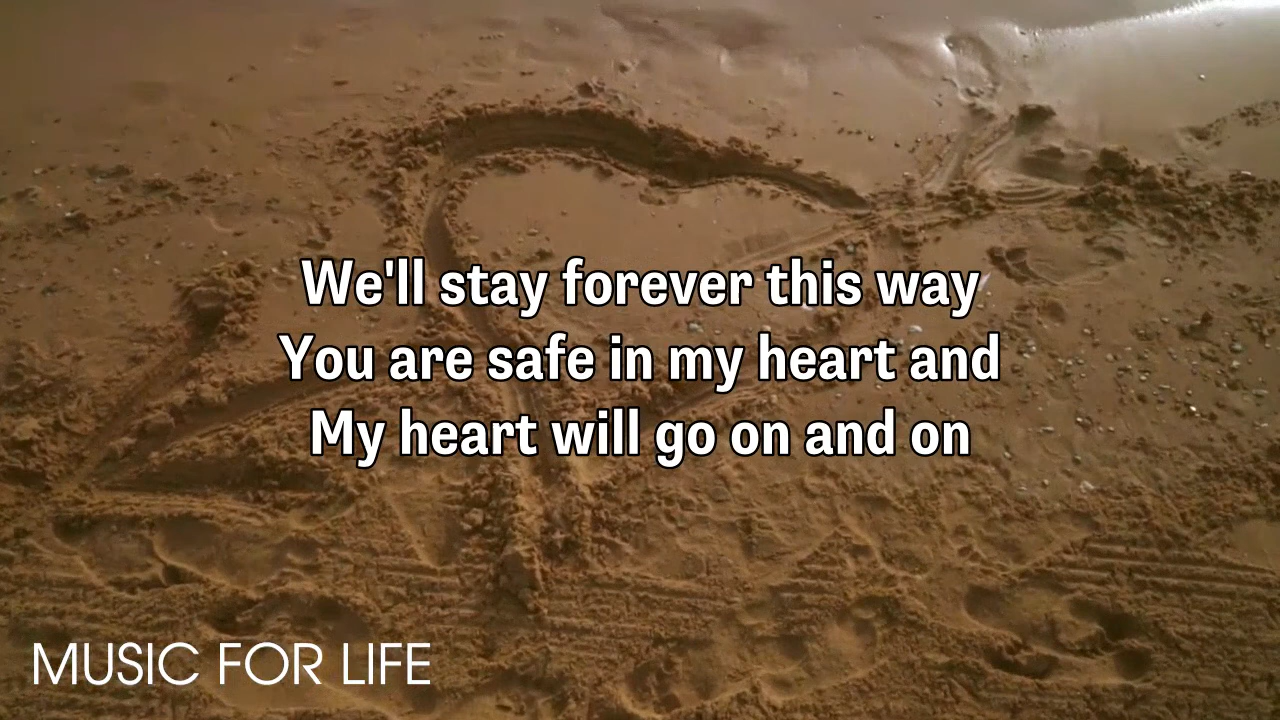 We'll stay forever this way
You are safe in my heart and
My heart will go on and on
MUSIC FOR LIFE